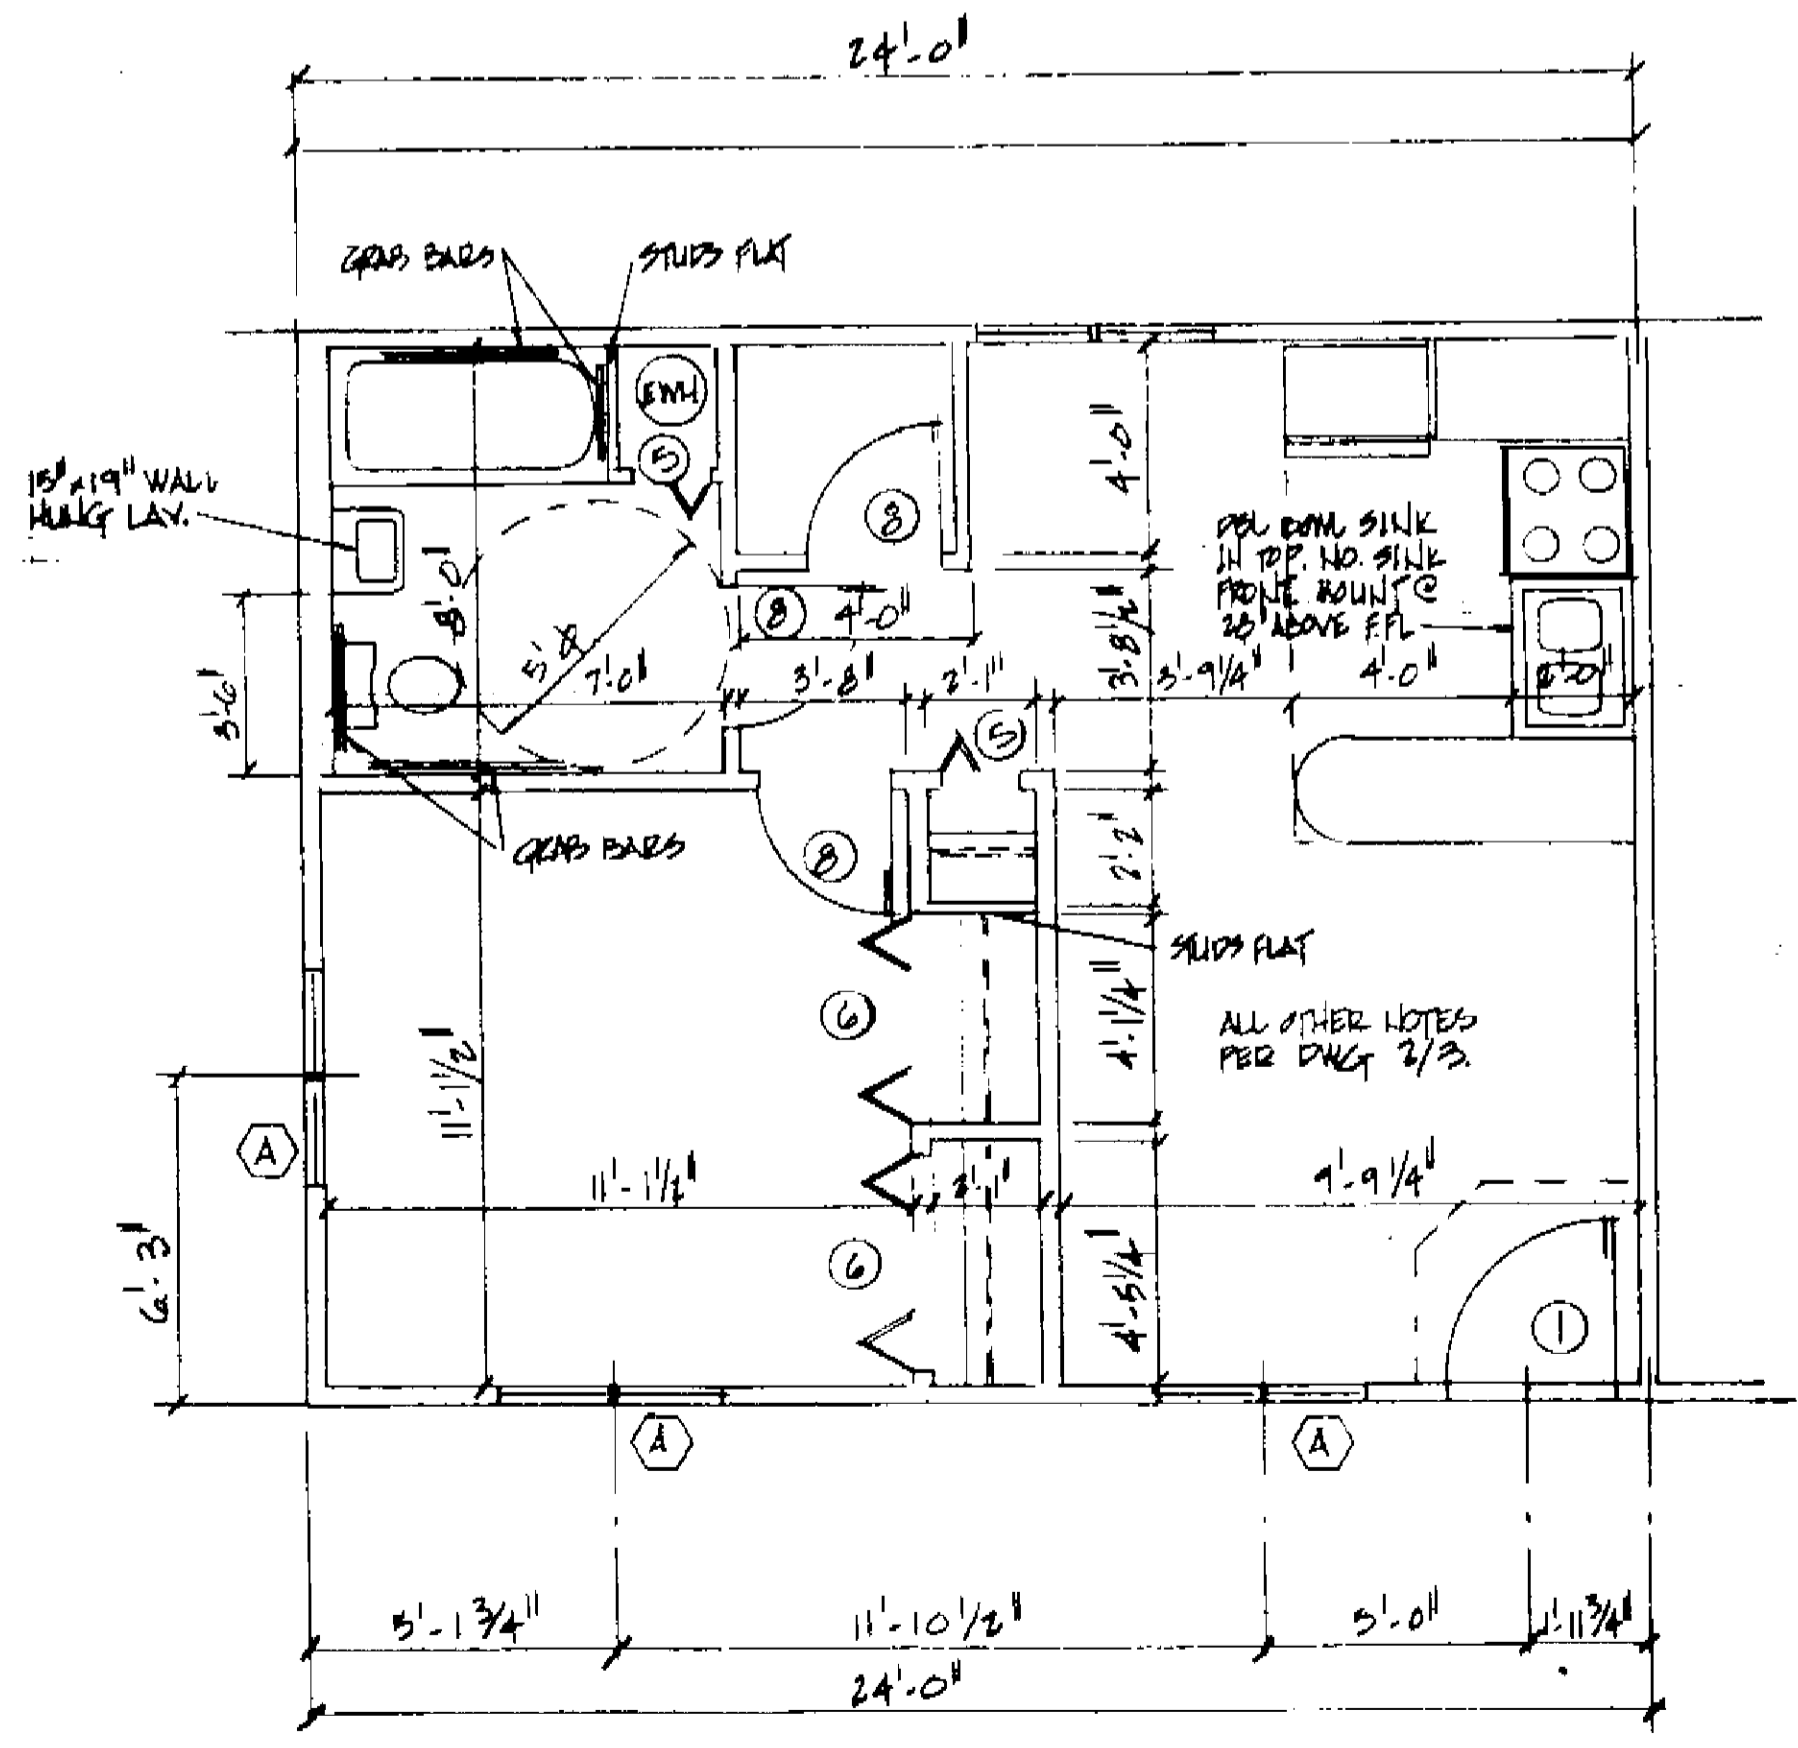 24'-0"
GRAB BARS
STUDS FLAT
EWH
5
15"x19" WALL
HUNG LAV.
8'-0"
8
4'-0"
DBL BOWL SINK
IN TOP. NO. SINK
FRONT MOUNT @
28" ABOVE F.FL
8
4'-0"
5'
7'-0"
3'-8"
2'-1"
3'-8 1/2"
3'-9 1/4"
4'-0"
2'-0"
3'-6"
5
GRAB BARS
8
2'-2"
STUDS FLAT
6
4'-1 1/4"
ALL OTHER NOTES
PER DWG 2/3.
11'-1 1/2"
A
11'-1 1/2"
2'-1"
9'-9 1/4"
6'-3"
6
4'-5 1/4"
1
A
A
5'-1 3/4"
11'-10 1/2"
5'-0"
1'-11 3/4"
24'-0"